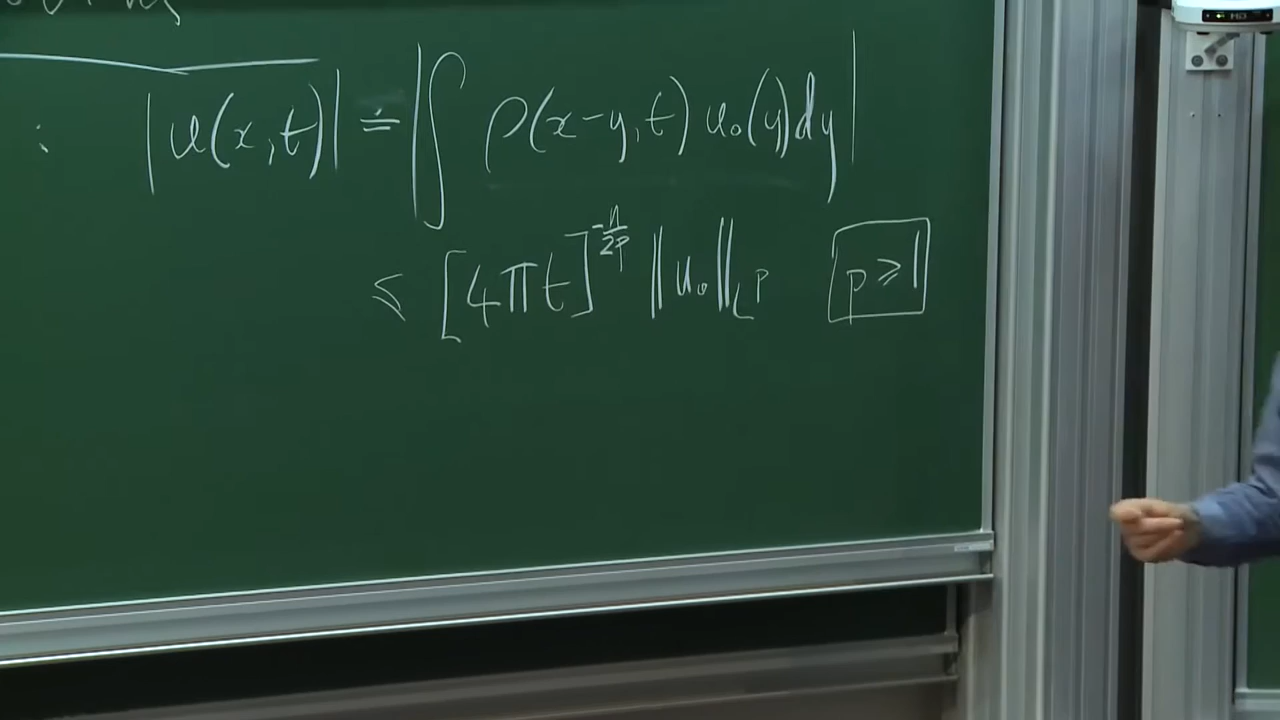 : |u(x,t)| ≐ |∫ ρ(x-y,t) u₀(y)dy|
≤ [4πt]^{-n/2p} ‖u₀‖_{L^p} p ⩾ 1